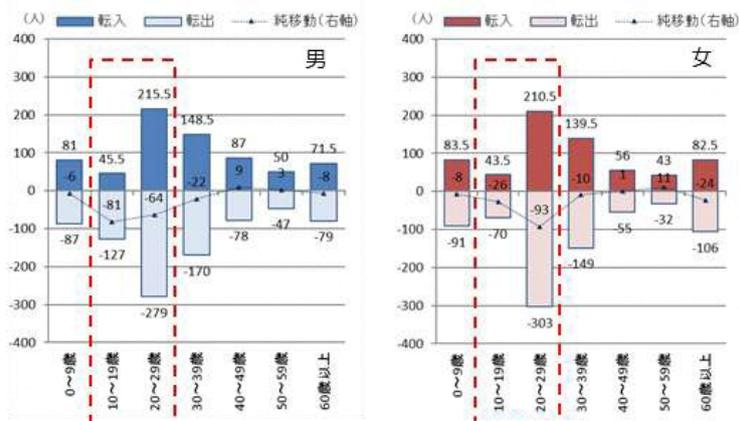 (人) 転入 転出 純移動(右軸)
男
400
300
200
100
0
-100
-200
-300
-400
81 45.5 215.5 148.5 87 50 71.5
-6 -81 -64 -22 9 3 -8
-87 -127 -279 -170 -78 -47 -79
0~9歳
10~19歳
20~29歳
30~39歳
40~49歳
50~59歳
60歳以上
(人) 転入 転出 純移動(右軸)
女
400
300
200
100
0
-100
-200
-300
-400
83.5 43.5 210.5 139.5 56 43 82.5
-8 -26 -93 -10 1 11 -24
-91 -70 -303 -149 -55 -32 -106
0~9歳
10~19歳
20~29歳
30~39歳
40~49歳
50~59歳
60歳以上